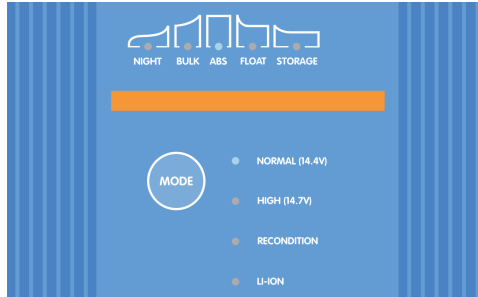 NIGHT BULK ABS FLOAT STORAGE
MODE
NORMAL (14.4V)
HIGH (14.7V)
RECONDITION
LI-ION